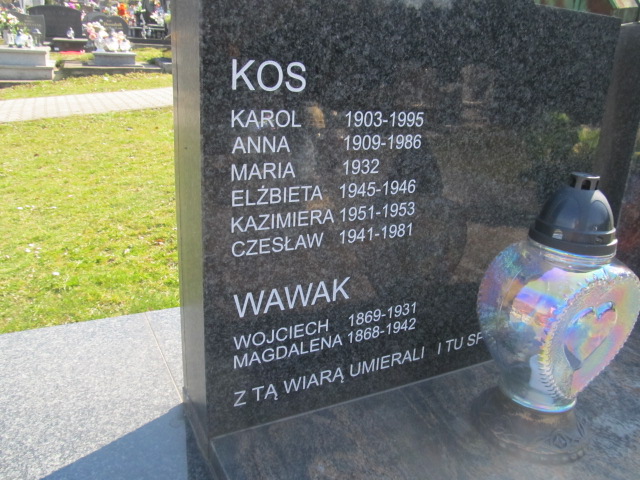 KOS
KAROL 1903-1995
ANNA 1909-1986
MARIA 1932
ELŻBIETA 1945-1946
KAZIMIERA 1951-1953
CZESŁAW 1941-1981
WAWAK
WOJCIECH 1869-1931
MAGDALENA 1868-1942
Z TĄ WIARĄ UMIERALI I TU